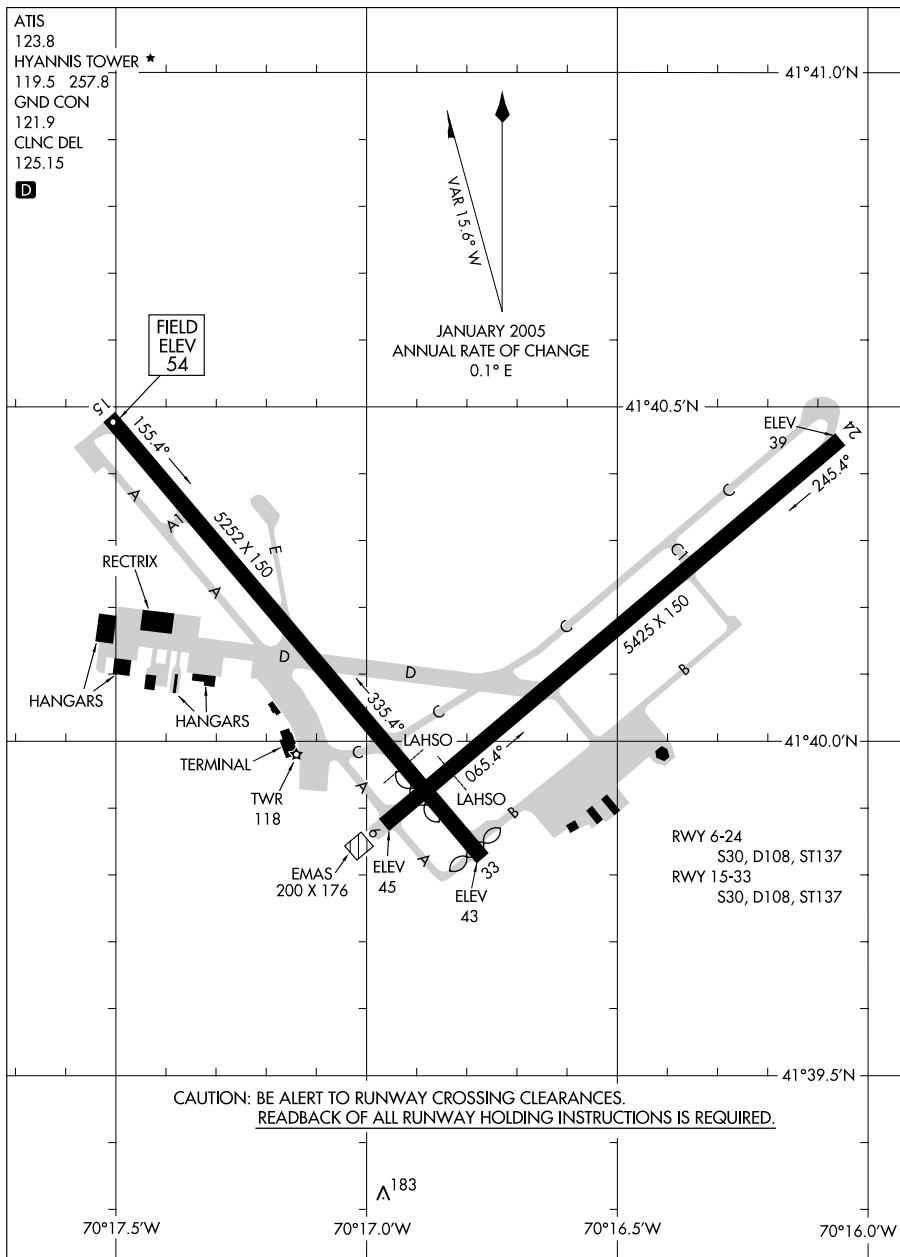 ATIS
123.8
HYANNIS TOWER
119.5 257.8
GND CON
121.9
CLNC DEL
125.15
D
41°41.0'N
VAR 15.6° W
JANUARY 2005
ANNUAL RATE OF CHANGE
0.1° E
FIELD
ELEV
54
15
155.4°
41°40.5'N
ELEV
39
24
245.4°
A
A1
5252 X 150
E
A
C
C1
C
5425 X 150
RECTRIX
D
D
B
HANGARS
HANGARS
335.4°
C
LAHSO
065.4°
41°40.0'N
TERMINAL
C
A
LAHSO
TWR
118
6
B
A
33
EMAS
200 X 176
ELEV
45
ELEV
43
RWY 6-24
S30, D108, ST137
RWY 15-33
S30, D108, ST137
41°39.5'N
CAUTION: BE ALERT TO RUNWAY CROSSING CLEARANCES.
READBACK OF ALL RUNWAY HOLDING INSTRUCTIONS IS REQUIRED.
183
70°17.5'W
70°17.0'W
70°16.5'W
70°16.0'W